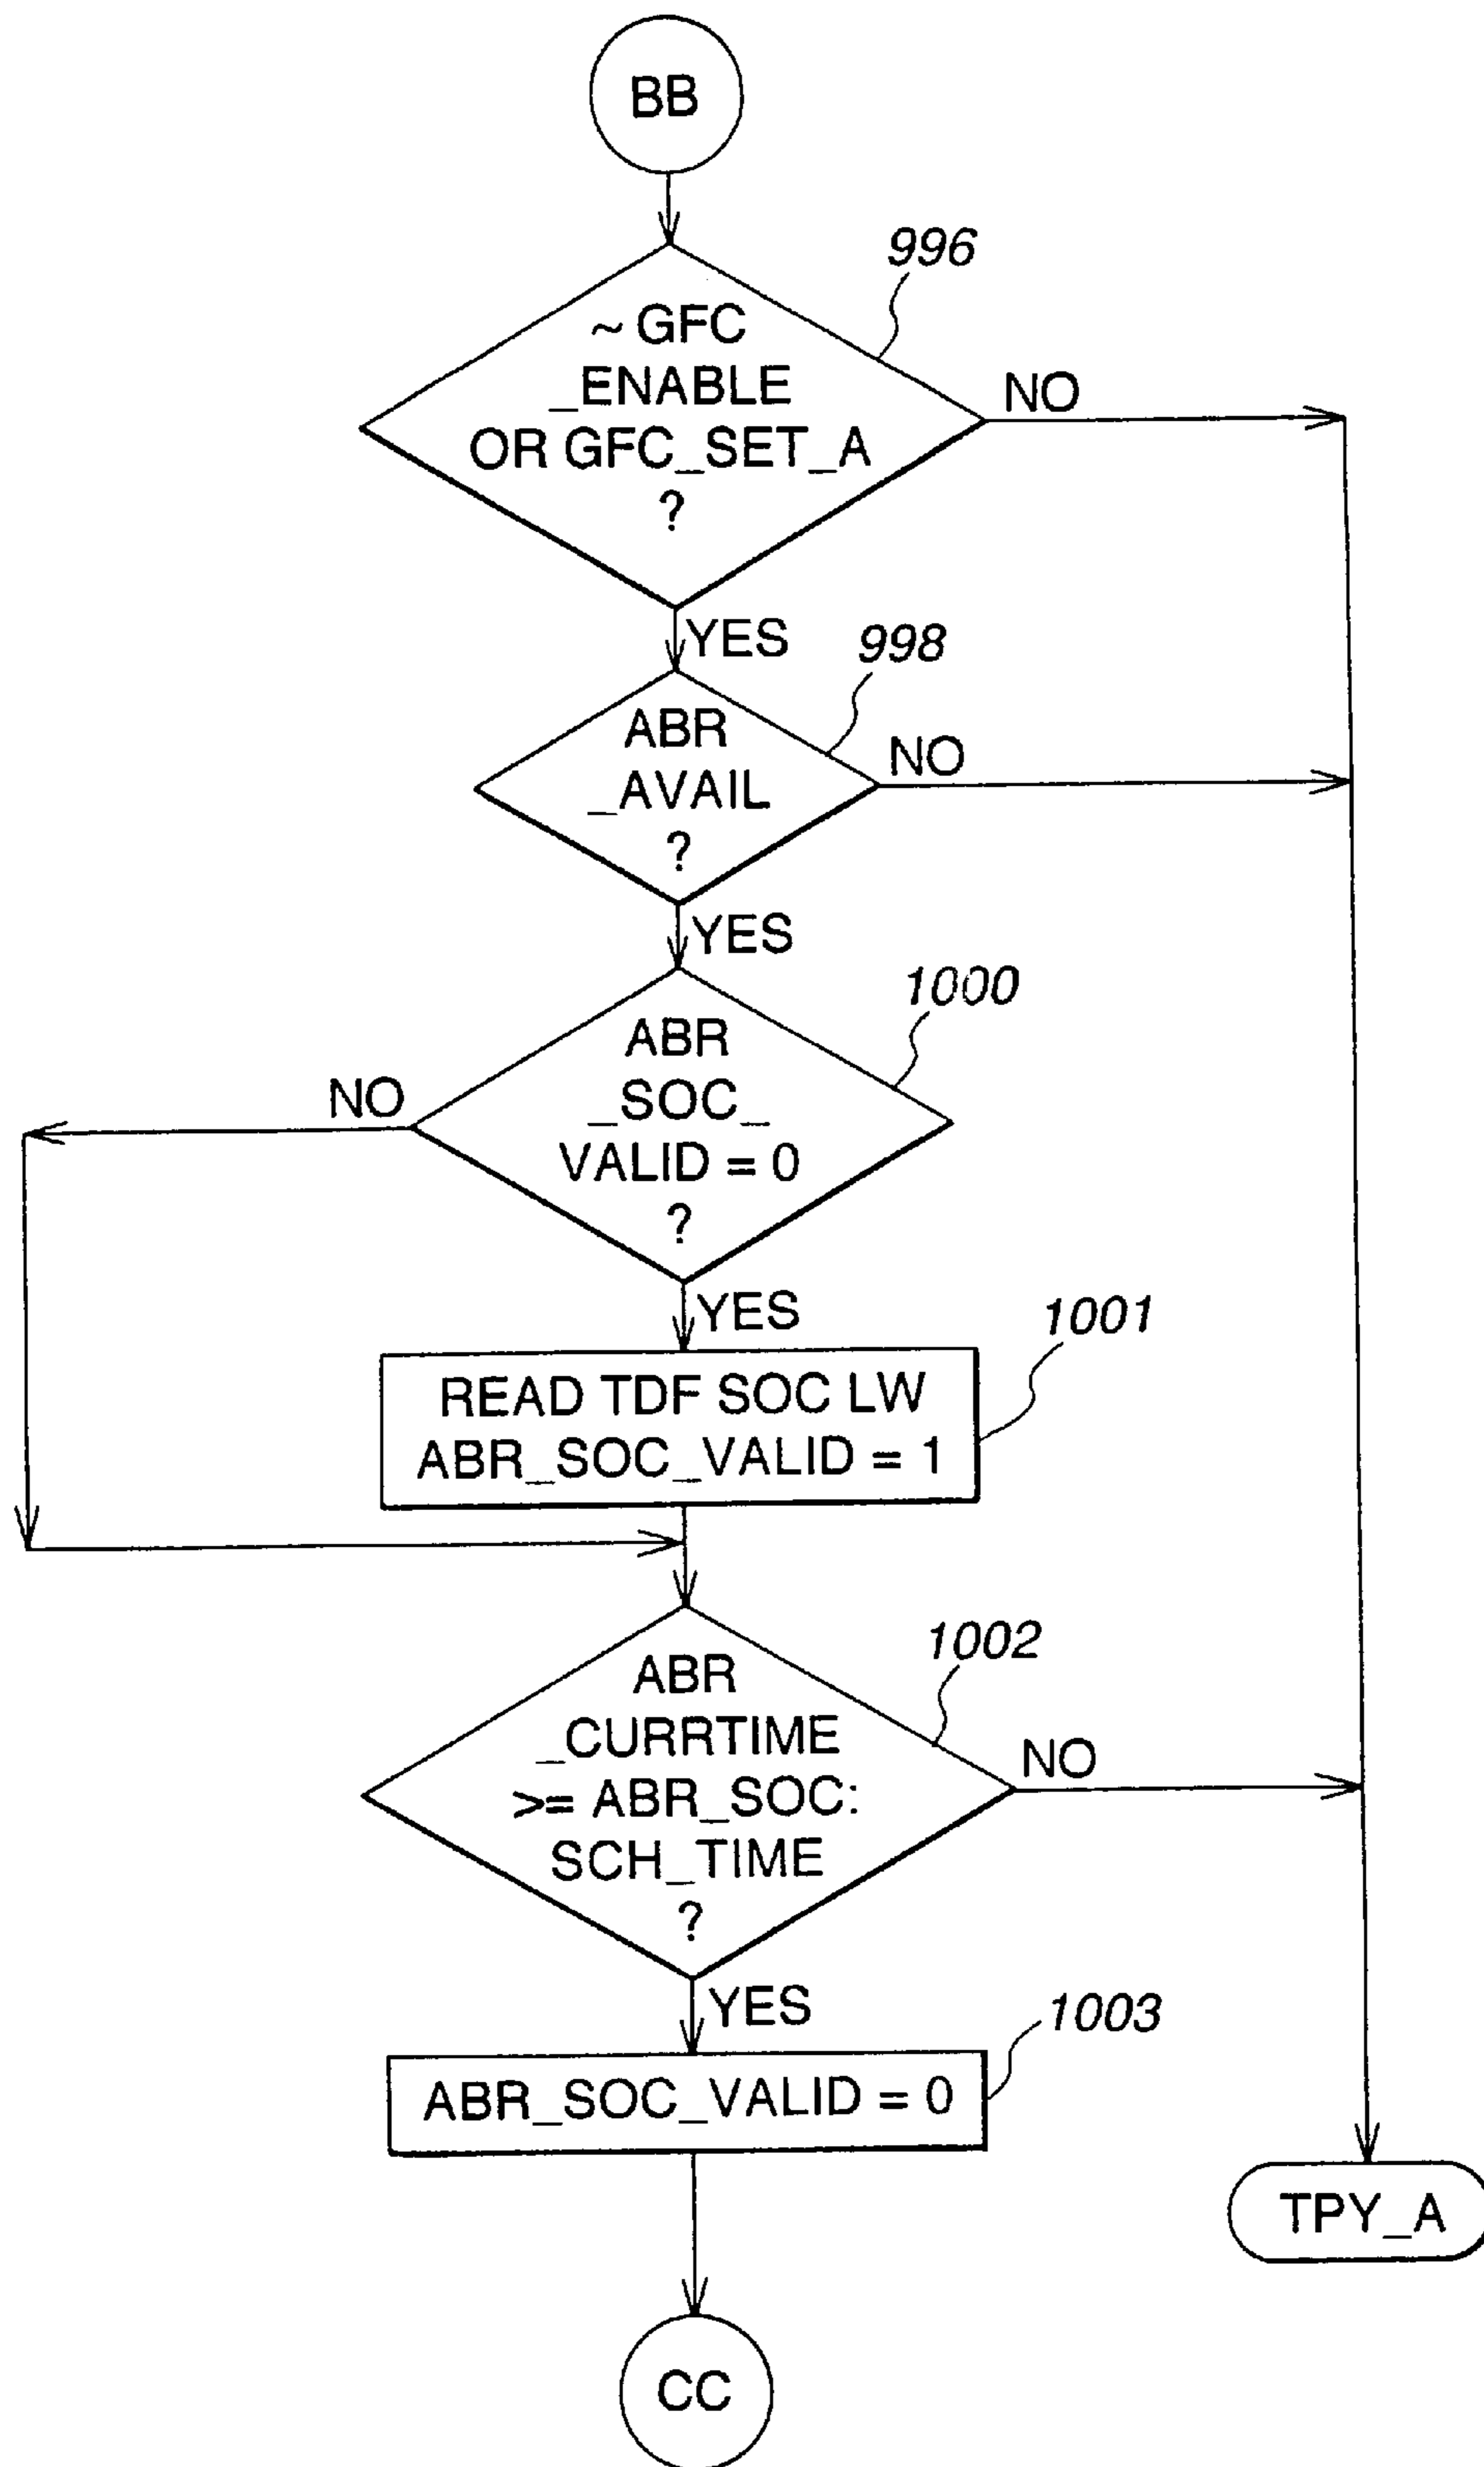 BB
996
~ GFC
_ENABLE
OR GFC_SET_A
?
NO
YES
998
ABR
_AVAIL
?
NO
YES
1000
ABR
_SOC_
VALID = 0
?
NO
YES
1001
READ TDF SOC LW
ABR_SOC_VALID = 1
1002
ABR
_CURRTIME
>= ABR_SOC:
SCH_TIME
?
NO
YES
1003
ABR_SOC_VALID = 0
TPY_A
CC